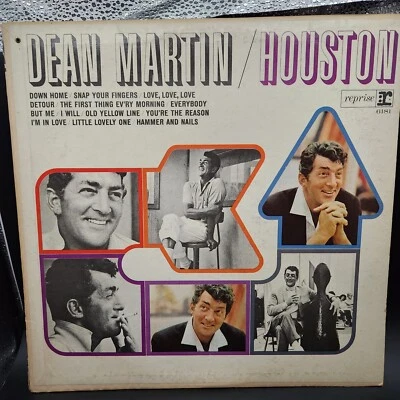 DEAN MARTIN / HOUSTON
DOWN HOME / SNAP YOUR FINGERS / LOVE, LOVE, LOVE
DETOUR / THE FIRST THING EV'RY MORNING / EVERYBODY
BUT ME / I WILL / OLD YELLOW LINE / YOU'RE THE REASON
I'M IN LOVE / LITTLE LOVELY ONE / HAMMER AND NAILS
reprise
6181